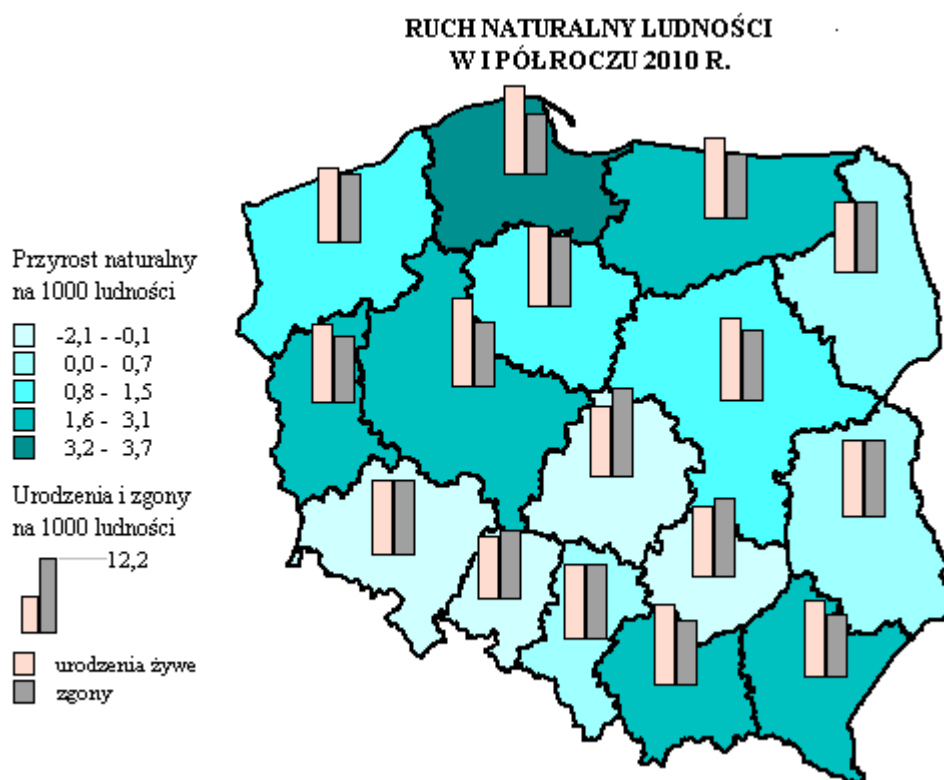 RUCH NATURALNY LUDNOŚCI
W I PÓŁROCZU 2010 R.
Przyrost naturalny
na 1000 ludności
-2,1 - -0,1
0,0 - 0,7
0,8 - 1,5
1,6 - 3,1
3,2 - 3,7
Urodzenia i zgony
na 1000 ludności
12,2
urodzenia żywe
zgony